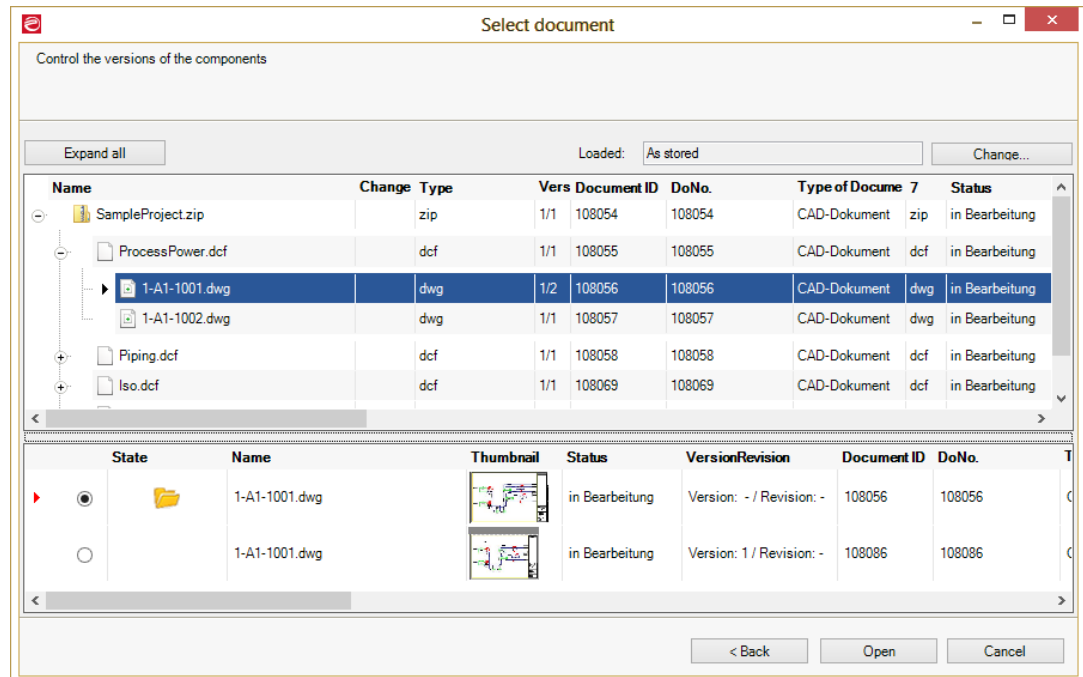 Select document
Control the versions of the components
Expand all Loaded: As stored Change...
Name Change Type Vers Document ID DoNo. Type of Docume 7 Status
SampleProject.zip zip 1/1 108054 108054 CAD-Dokument zip in Bearbeitung
ProcessPower.dcf dcf 1/1 108055 108055 CAD-Dokument dcf in Bearbeitung
1-A1-1001.dwg dwg 1/2 108056 108056 CAD-Dokument dwg in Bearbeitung
1-A1-1002.dwg dwg 1/1 108057 108057 CAD-Dokument dwg in Bearbeitung
Piping.dcf dcf 1/1 108058 108058 CAD-Dokument dcf in Bearbeitung
Iso.dcf dcf 1/1 108069 108069 CAD-Dokument dcf in Bearbeitung
State Name Thumbnail Status VersionRevision Document ID DoNo. T
1-A1-1001.dwg in Bearbeitung Version: - / Revision: - 108056 108056
1-A1-1001.dwg in Bearbeitung Version: 1 / Revision: - 108086 108086
< Back Open Cancel